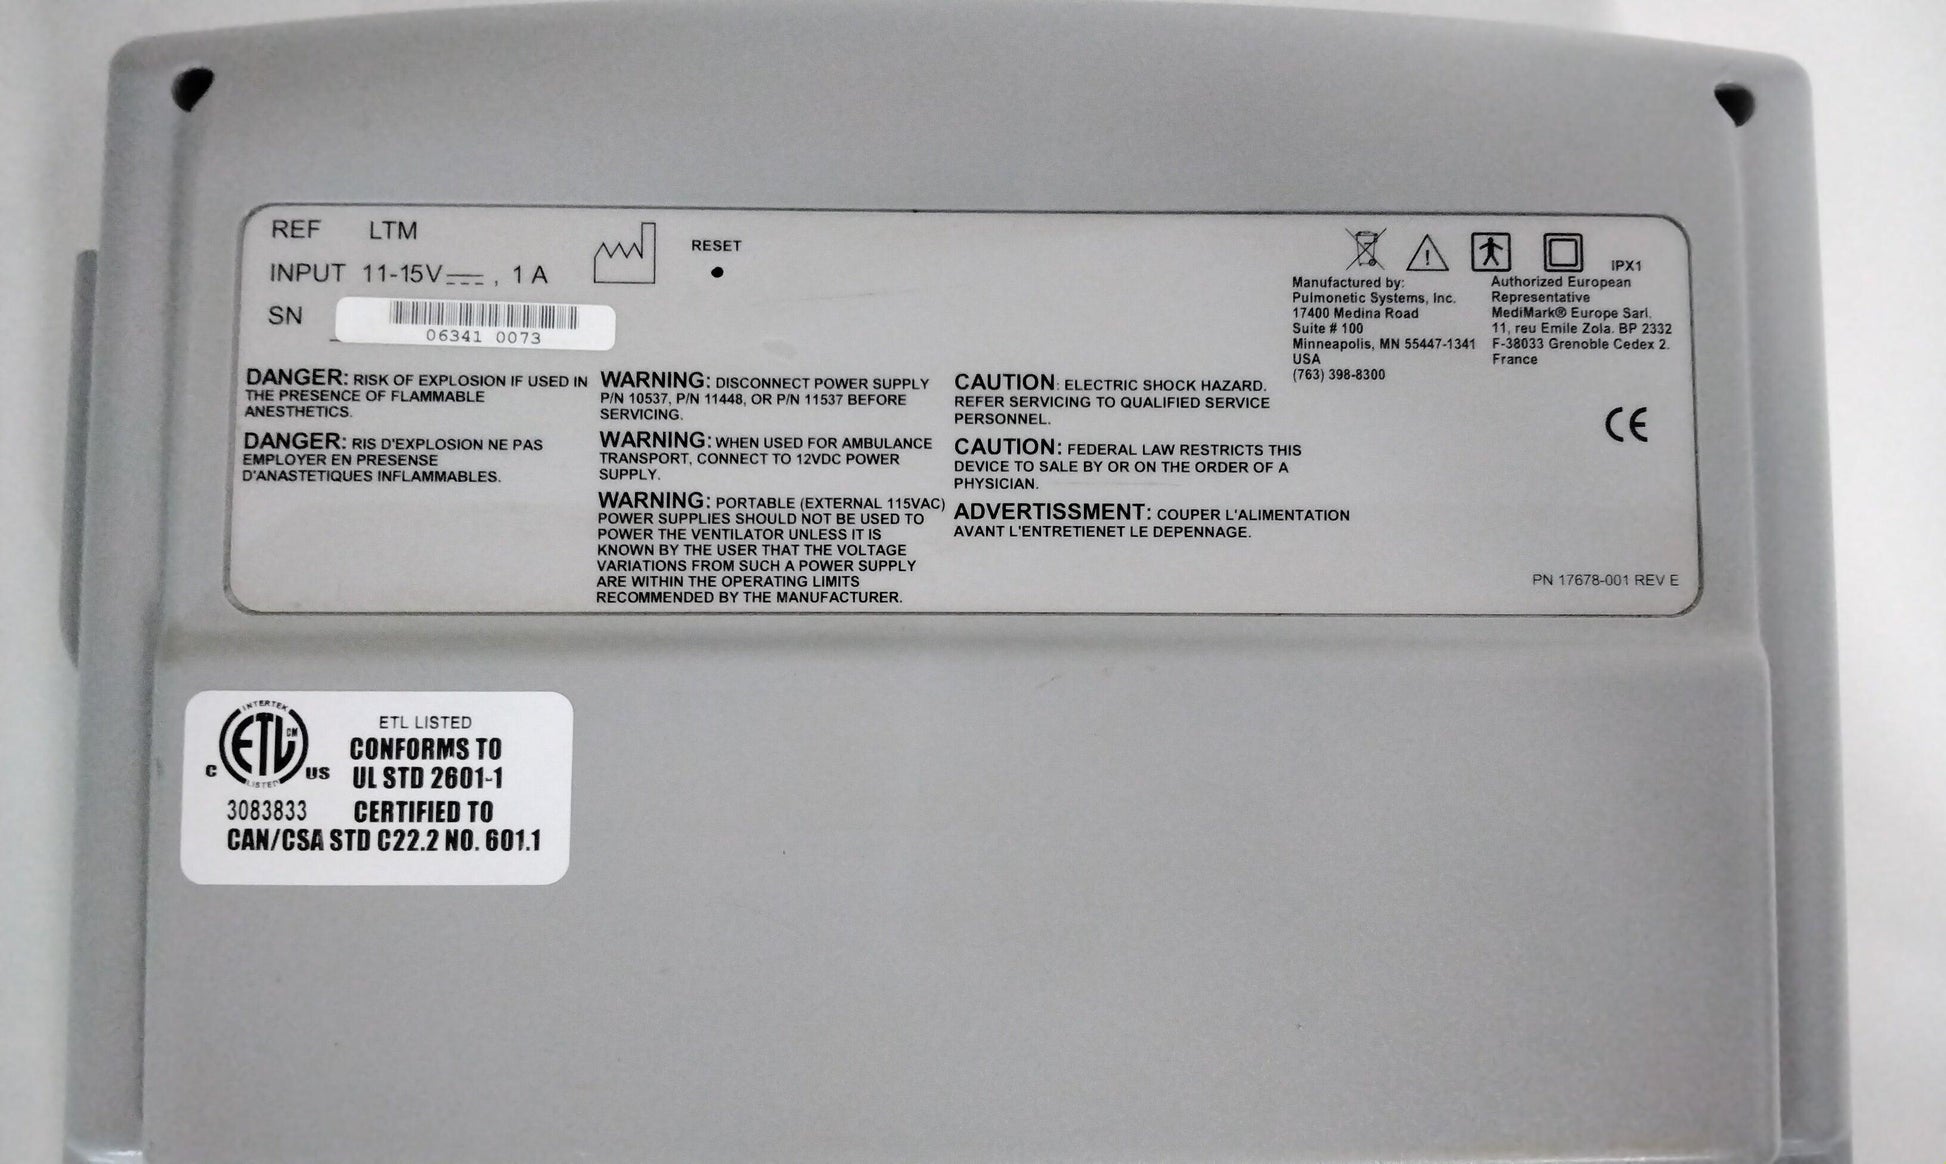 REF LTM
INPUT 11-15V , 1 A
SN
06341 0073
RESET
IPX1
Manufactured by:
Pulmonetic Systems, Inc.
17400 Medina Road
Suite # 100
Minneapolis, MN 55447-1341
USA
(763) 398-8300
Authorized European
Representative
MediMark® Europe Sarl.
11, reu Emile Zola. BP 2332
F-38033 Grenoble Cedex 2.
France
DANGER: RISK OF EXPLOSION IF USED IN
THE PRESENCE OF FLAMMABLE
ANESTHETICS.
DANGER: RIS D'EXPLOSION NE PAS
EMPLOYER EN PRESENSE
D'ANASTETIQUES INFLAMMABLES.
WARNING: DISCONNECT POWER SUPPLY
P/N 10537, P/N 11448, OR P/N 11537 BEFORE
SERVICING.
WARNING: WHEN USED FOR AMBULANCE
TRANSPORT, CONNECT TO 12VDC POWER
SUPPLY.
WARNING: PORTABLE (EXTERNAL 115VAC)
POWER SUPPLIES SHOULD NOT BE USED TO
POWER THE VENTILATOR UNLESS IT IS
KNOWN BY THE USER THAT THE VOLTAGE
VARIATIONS FROM SUCH A POWER SUPPLY
ARE WITHIN THE OPERATING LIMITS
RECOMMENDED BY THE MANUFACTURER.
CAUTION: ELECTRIC SHOCK HAZARD.
REFER SERVICING TO QUALIFIED SERVICE
PERSONNEL.
CAUTION: FEDERAL LAW RESTRICTS THIS
DEVICE TO SALE BY OR ON THE ORDER OF A
PHYSICIAN.
ADVERTISSMENT: COUPER L'ALIMENTATION
AVANT L'ENTRETIENET LE DEPENNAGE.
CE
PN 17678-001 REV E
INTERTEK
ETL CM
LISTED
C US
3083833
ETL LISTED
CONFORMS TO
UL STD 2601-1
CERTIFIED TO
CAN/CSA STD C22.2 NO. 601.1